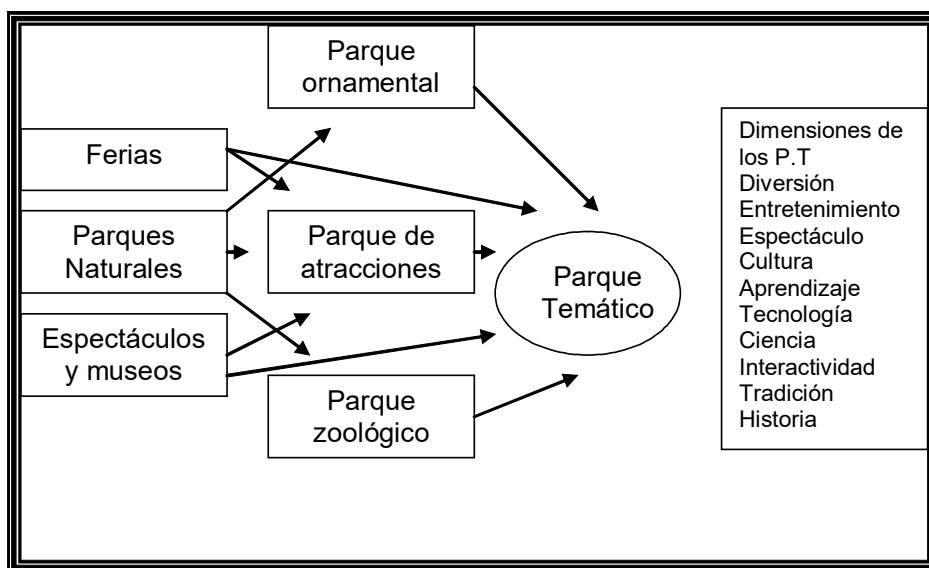 Parque
ornamental
Ferias
Parques
Naturales
Espectáculos
y museos
Parque de
atracciones
Parque
zoológico
Parque
Temático
Dimensiones de
los P.T
Diversión
Entretenimiento
Espectáculo
Cultura
Aprendizaje
Tecnología
Ciencia
Interactividad
Tradición
Historia